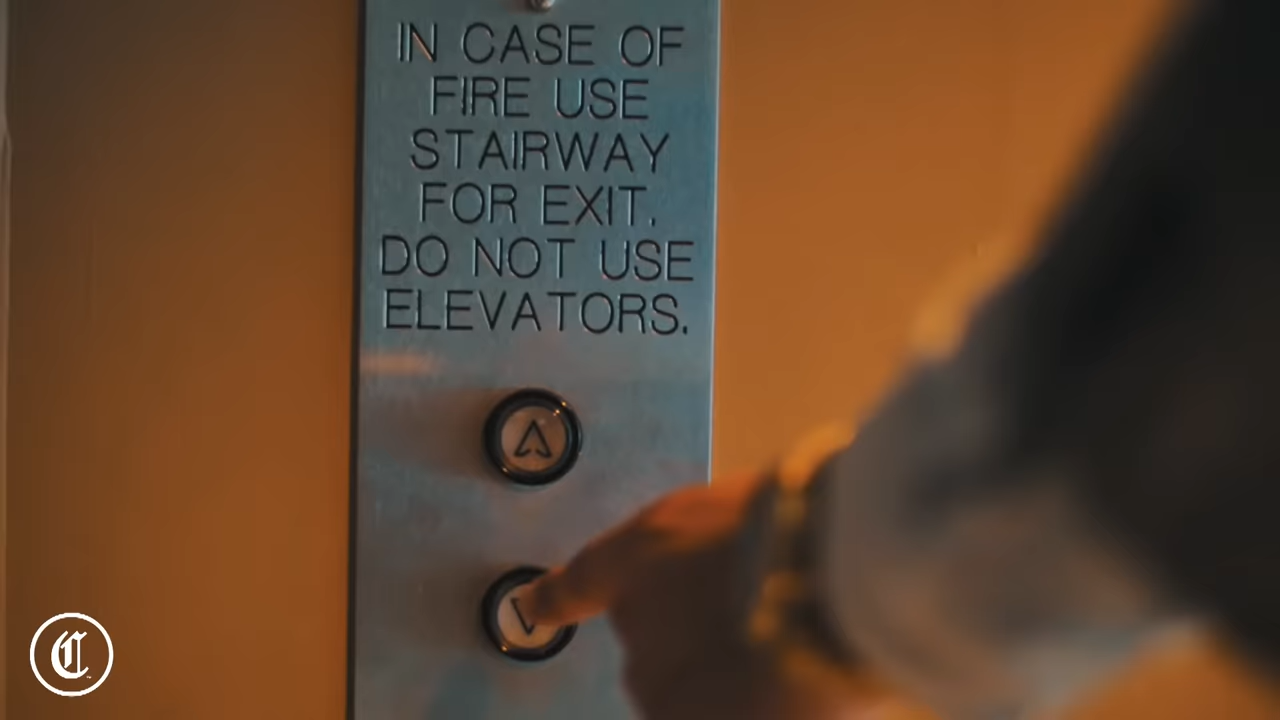 IN CASE OF
FIRE USE
STAIRWAY
FOR EXIT.
DO NOT USE
ELEVATORS.
C